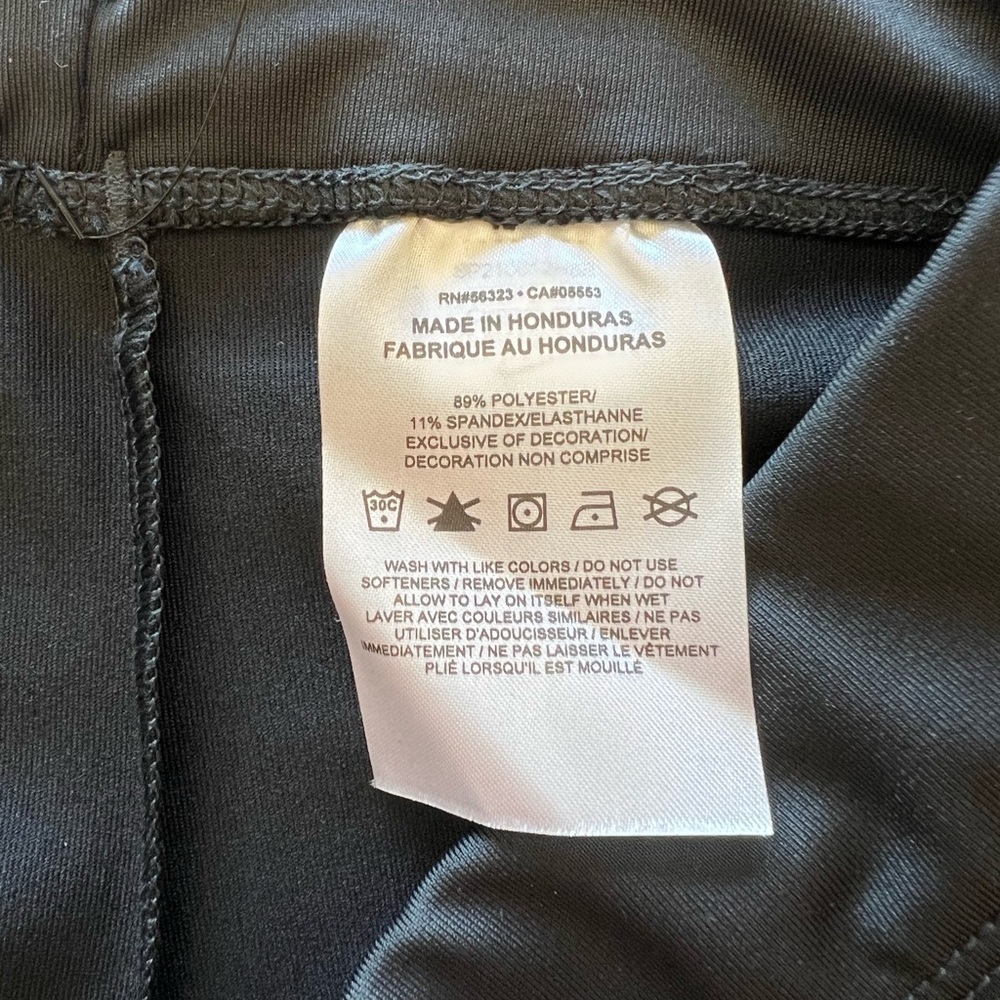 RN#56323 • CA#05553
MADE IN HONDURAS
FABRIQUE AU HONDURAS
89% POLYESTER/
11% SPANDEX/ELASTHANNE
EXCLUSIVE OF DECORATION/
DECORATION NON COMPRISE
30C
WASH WITH LIKE COLORS / DO NOT USE
SOFTENERS / REMOVE IMMEDIATELY / DO NOT
ALLOW TO LAY ON ITSELF WHEN WET
LAVER AVEC COULEURS SIMILAIRES / NE PAS
UTILISER D'ADOUCISSEUR / ENLEVER
IMMEDIATEMENT / NE PAS LAISSER LE VÊTEMENT
PLIÉ LORSQU'IL EST MOUILLÉ